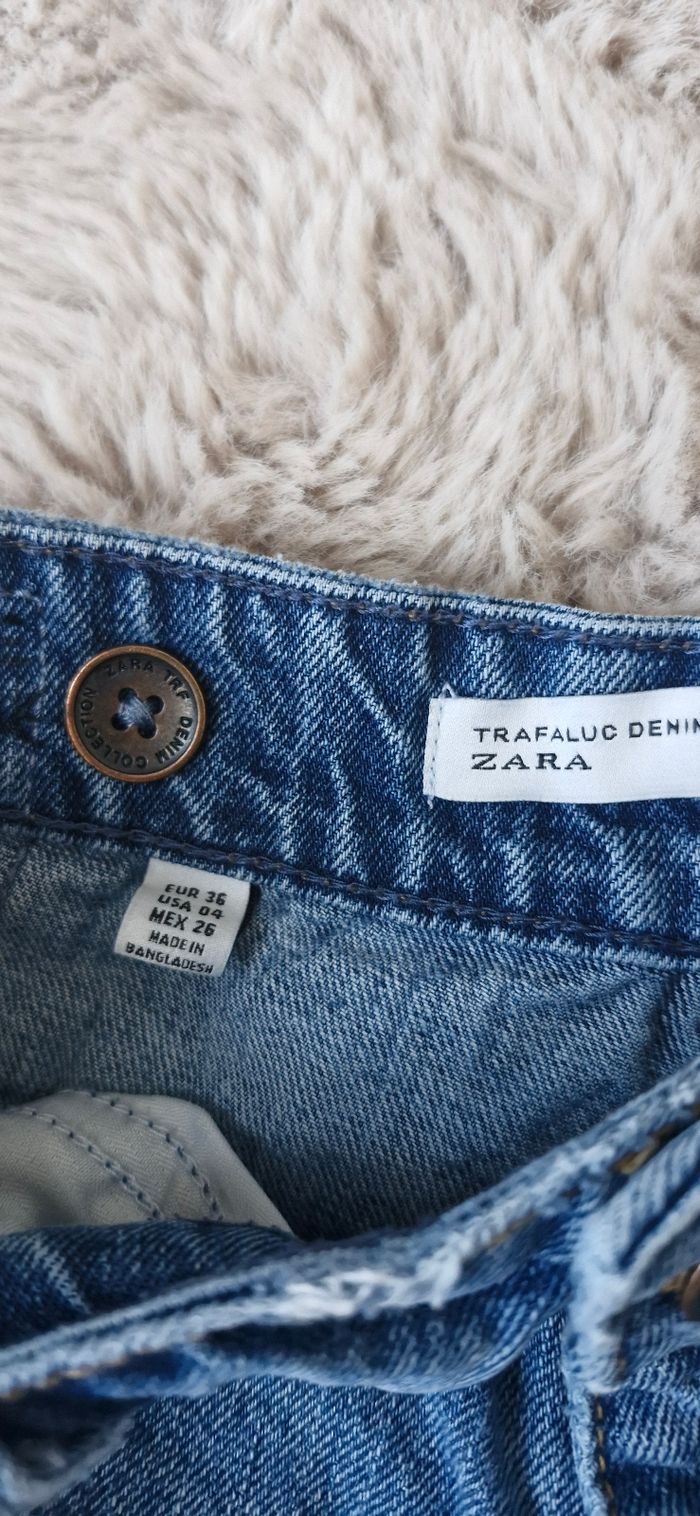 ZARA TRF DENIM COLLECTION
TRAFALUC DENIM
ZARA
EUR 36
USA 04
MEX 26
MADE IN
BANGLADESH